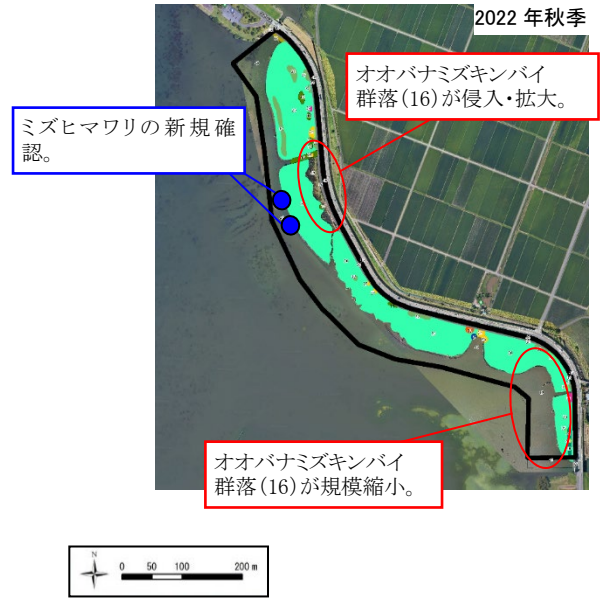 2022 年秋季
オオバナミズキンバイ
群落(16)が侵入・拡大。
ミズヒマワリの新規確
認。
オオバナミズキンバイ
群落(16)が規模縮小。
N
0 50 100 200 m